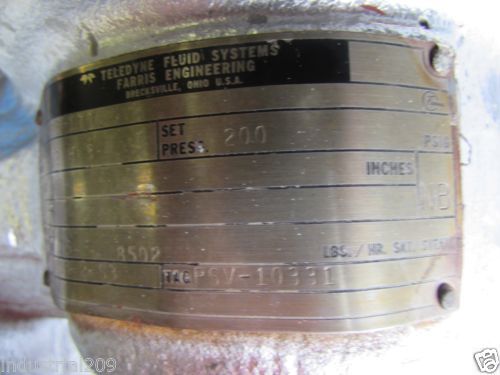 TELEDYNE FLUID SYSTEMS
FARRIS ENGINEERING
BRECKSVILLE, OHIO U.S.A.
SET
PRESS. 200 PSIG
INCHES
NB
8502
LBS./HR. SAT. STEAM
TAG PSV-10331
industrial209